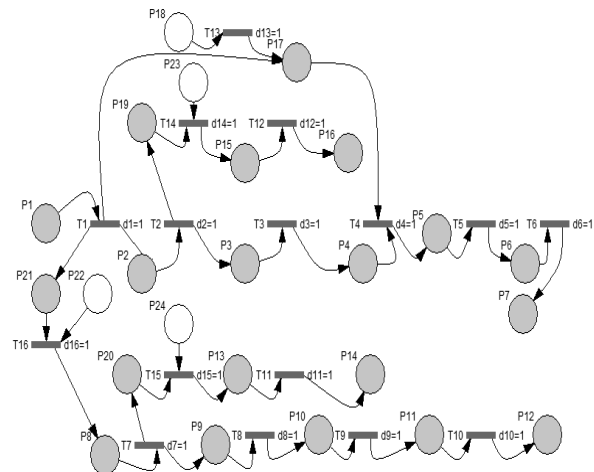 P18
T13 d13=1
P17
P23
P19
T14 d14=1
T12 d12=1
P15
P16
P1
T1 d1=1
T2 d2=1
T3 d3=1
T4 d4=1
P5
T5 d5=1
T6 d6=1
P2
P3
P4
P6
P21
P22
P7
P24
T16 d16=1
P20
T15 d15=1
P13
T11 d11=1
P14
P8
T7 d7=1
P9
T8 d8=1
P10
T9 d9=1
P11
T10 d10=1
P12